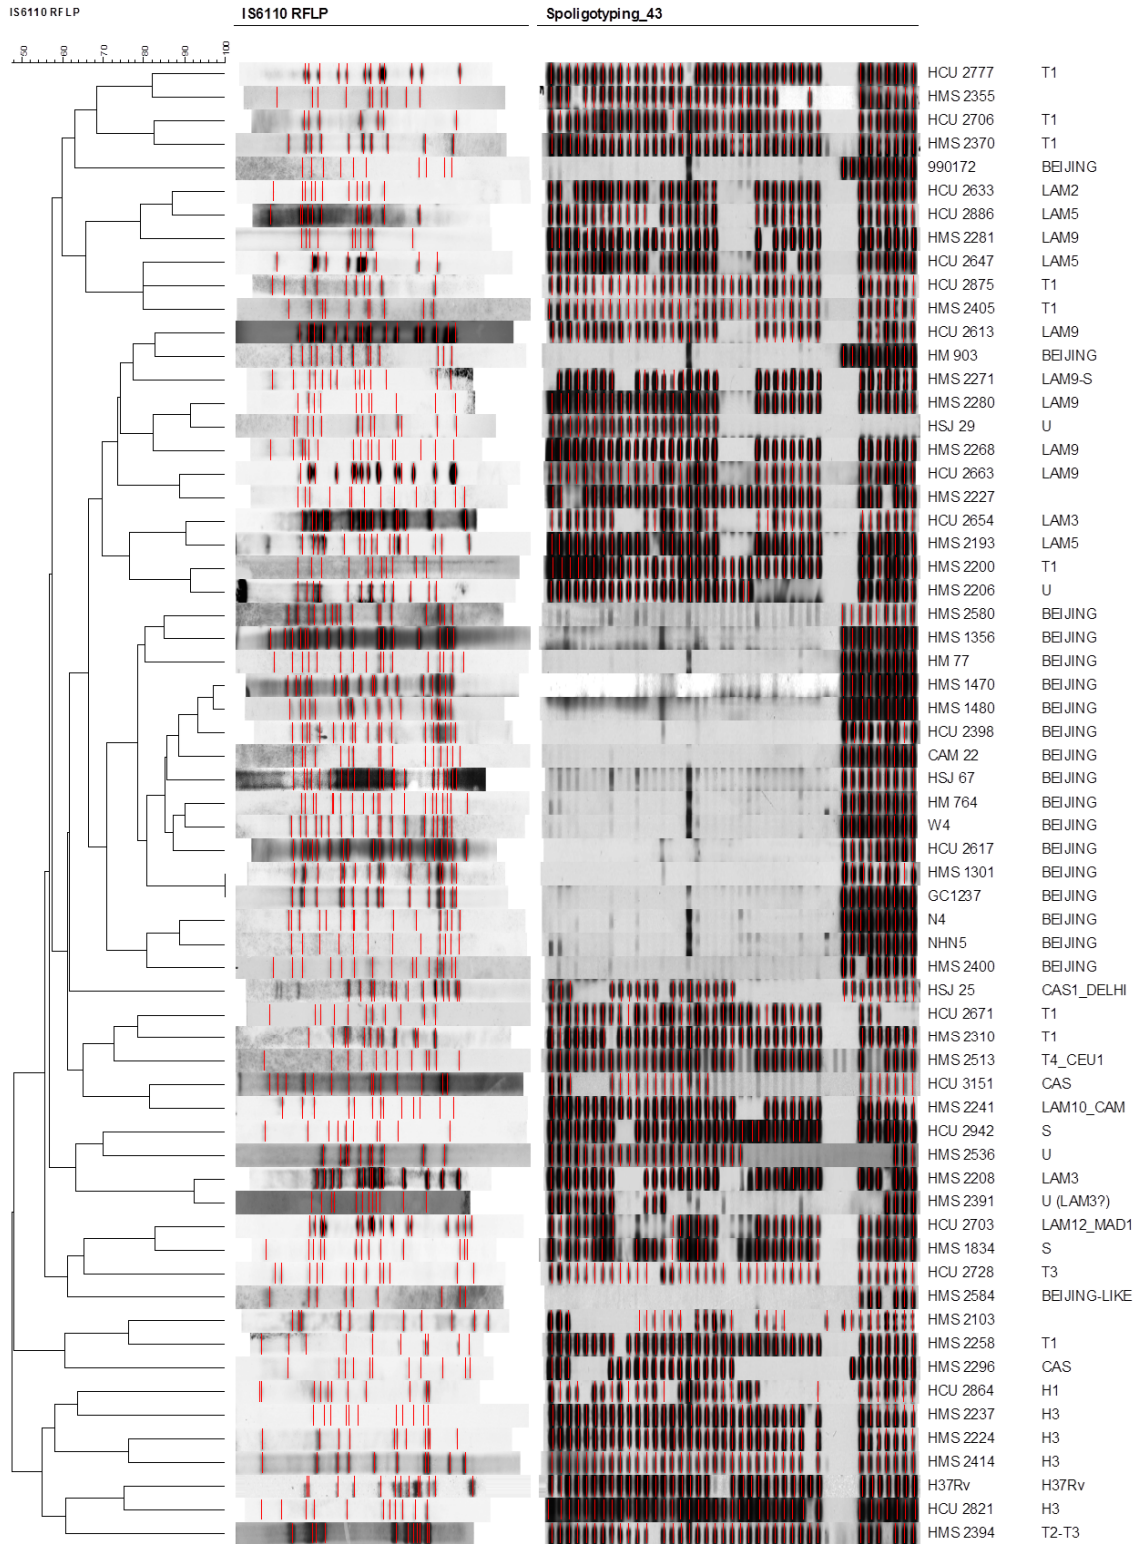 IS6110 RFLP
IS6110 RFLP Spoligotyping_43
50 60 70 80 90 100
HCU 2777 T1
HMS 2355
HCU 2706 T1
HMS 2370 T1
990172 BEIJING
HCU 2633 LAM2
HCU 2886 LAM5
HMS 2281 LAM9
HCU 2647 LAM5
HCU 2875 T1
HMS 2405 T1
HCU 2613 LAM9
HM 903 BEIJING
HMS 2271 LAM9-S
HMS 2280 LAM9
HSJ 29 U
HMS 2268 LAM9
HCU 2663 LAM9
HMS 2227
HCU 2654 LAM3
HMS 2193 LAM5
HMS 2200 T1
HMS 2206 U
HMS 2580 BEIJING
HMS 1356 BEIJING
HM 77 BEIJING
HMS 1470 BEIJING
HMS 1480 BEIJING
HCU 2398 BEIJING
CAM 22 BEIJING
HSJ 67 BEIJING
HM 764 BEIJING
W4 BEIJING
HCU 2617 BEIJING
HMS 1301 BEIJING
GC1237 BEIJING
N4 BEIJING
NHN5 BEIJING
HMS 2400 BEIJING
HSJ 25 CAS1_DELHI
HCU 2671 T1
HMS 2310 T1
HMS 2513 T4_CEU1
HCU 3151 CAS
HMS 2241 LAM10_CAM
HCU 2942 S
HMS 2536 U
HMS 2208 LAM3
HMS 2391 U (LAM3?)
HCU 2703 LAM12_MAD1
HMS 1834 S
HCU 2728 T3
HMS 2584 BEIJING-LIKE
HMS 2103
HMS 2258 T1
HMS 2296 CAS
HCU 2864 H1
HMS 2237 H3
HMS 2224 H3
HMS 2414 H3
H37Rv H37Rv
HCU 2821 H3
HMS 2394 T2-T3